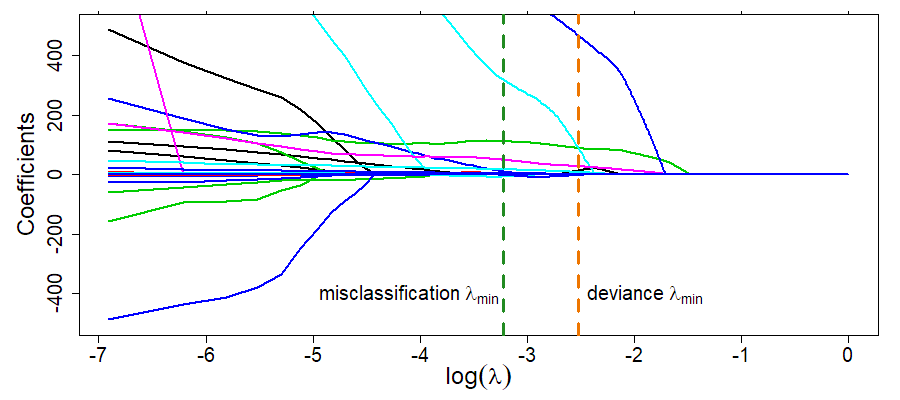 Coefficients
400
200
0
-200
-400
misclassification λmin
deviance λmin
-7 -6 -5 -4 -3 -2 -1 0
log(λ)